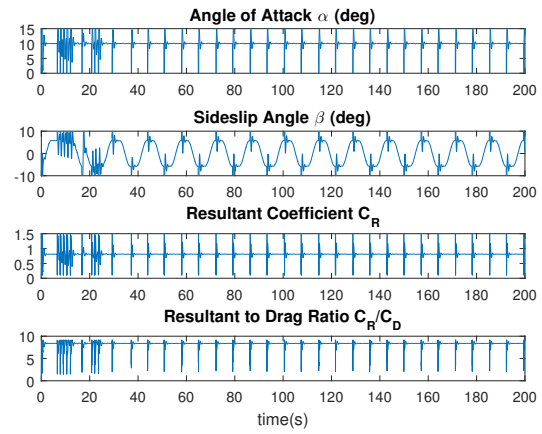 Angle of Attack α (deg)
15
10
5
0
0 20 40 60 80 100 120 140 160 180 200
Sideslip Angle β (deg)
10
0
-10
0 20 40 60 80 100 120 140 160 180 200
Resultant Coefficient C_R
1.5
1
0.5
0
0 20 40 60 80 100 120 140 160 180 200
Resultant to Drag Ratio C_R/C_D
10
5
0
0 20 40 60 80 100 120 140 160 180 200
time(s)